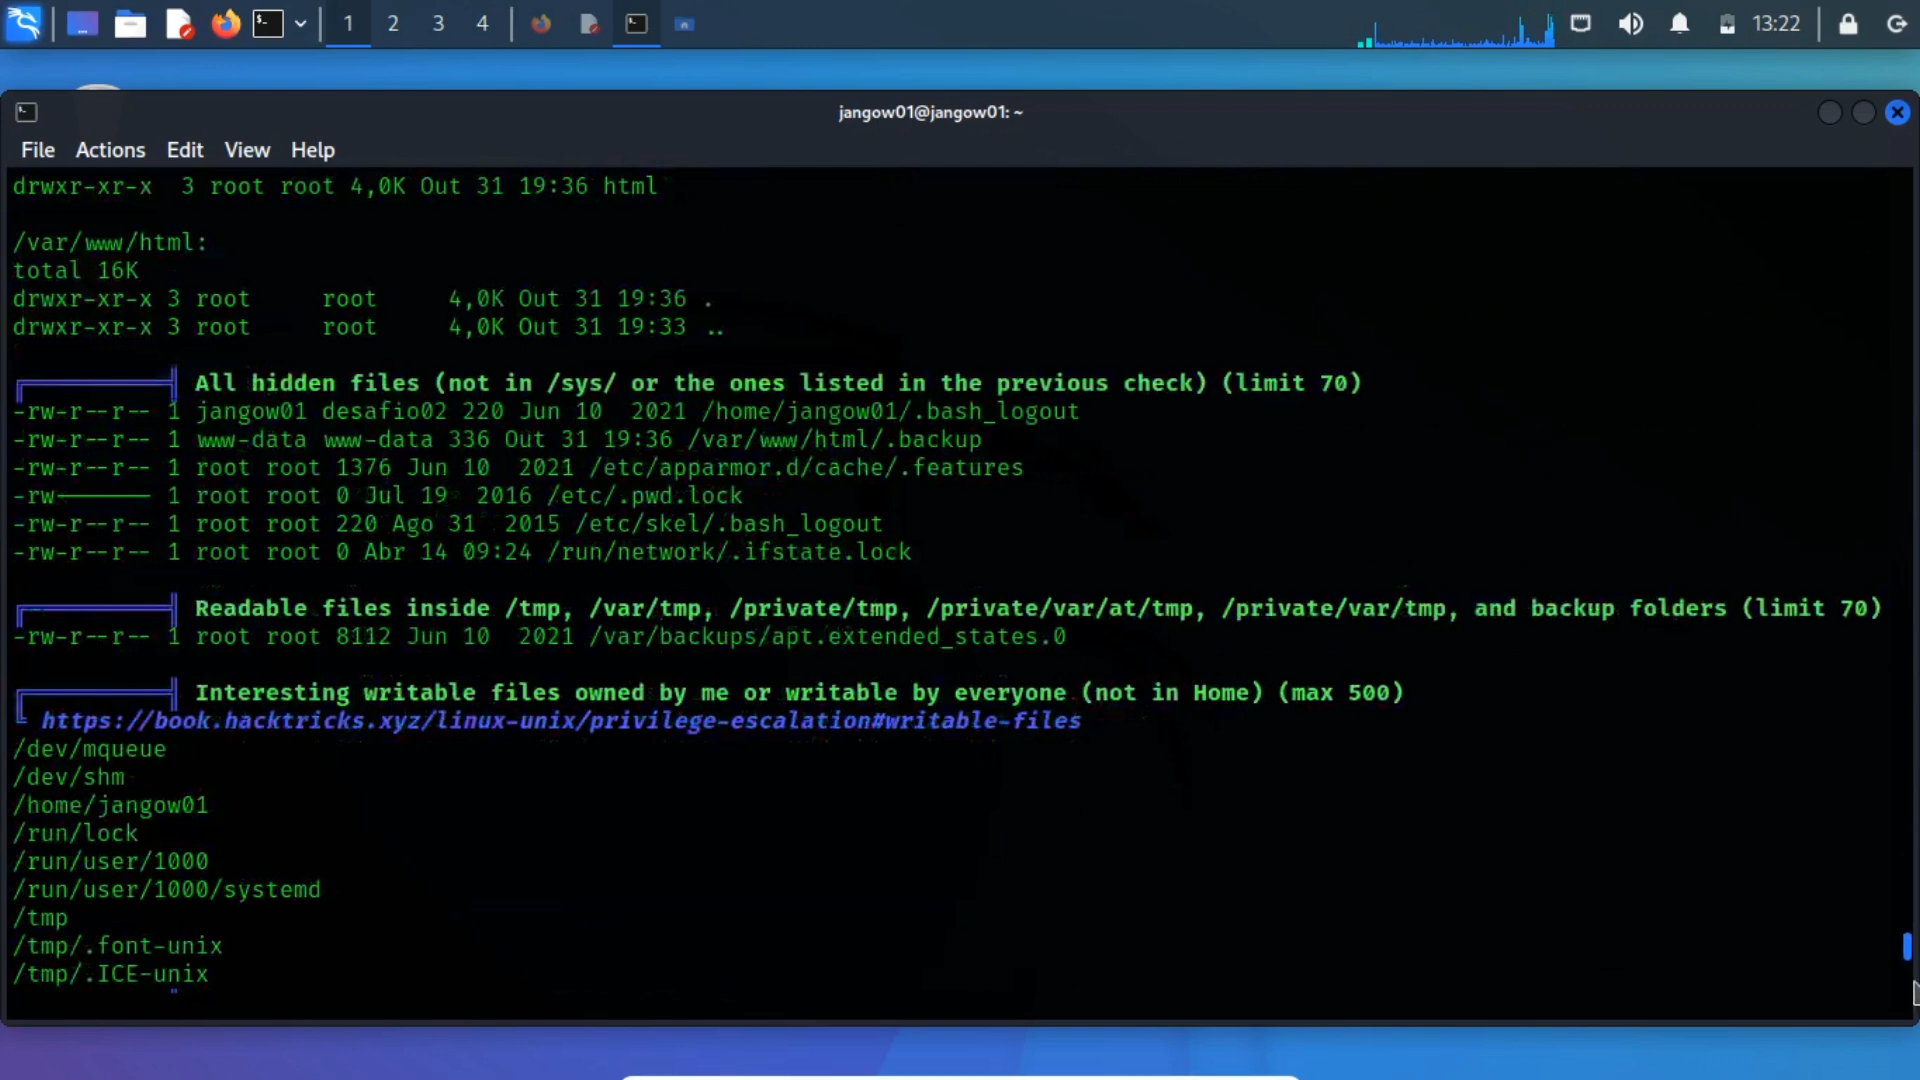 1 2 3 4 13:22
jangow01@jangow01: ~
File Actions Edit View Help
drwxr-xr-x  3 root root 4,0K Out 31 19:36 html
/var/www/html:
total 16K
drwxr-xr-x 3 root     root     4,0K Out 31 19:36 .
drwxr-xr-x 3 root     root     4,0K Out 31 19:33 ..
All hidden files (not in /sys/ or the ones listed in the previous check) (limit 70)
-rw-r--r-- 1 jangow01 desafio02 220 Jun 10  2021 /home/jangow01/.bash_logout
-rw-r--r-- 1 www-data www-data 336 Out 31 19:36 /var/www/html/.backup
-rw-r--r-- 1 root root 1376 Jun 10  2021 /etc/apparmor.d/cache/.features
-rw------- 1 root root 0 Jul 19  2016 /etc/.pwd.lock
-rw-r--r-- 1 root root 220 Ago 31  2015 /etc/skel/.bash_logout
-rw-r--r-- 1 root root 0 Abr 14 09:24 /run/network/.ifstate.lock
Readable files inside /tmp, /var/tmp, /private/tmp, /private/var/at/tmp, /private/var/tmp, and backup folders (limit 70)
-rw-r--r-- 1 root root 8112 Jun 10  2021 /var/backups/apt.extended_states.0
Interesting writable files owned by me or writable by everyone (not in Home) (max 500)
https://book.hacktricks.xyz/linux-unix/privilege-escalation#writable-files
/dev/mqueue
/dev/shm
/home/jangow01
/run/lock
/run/user/1000
/run/user/1000/systemd
/tmp
/tmp/.font-unix
/tmp/.ICE-unix